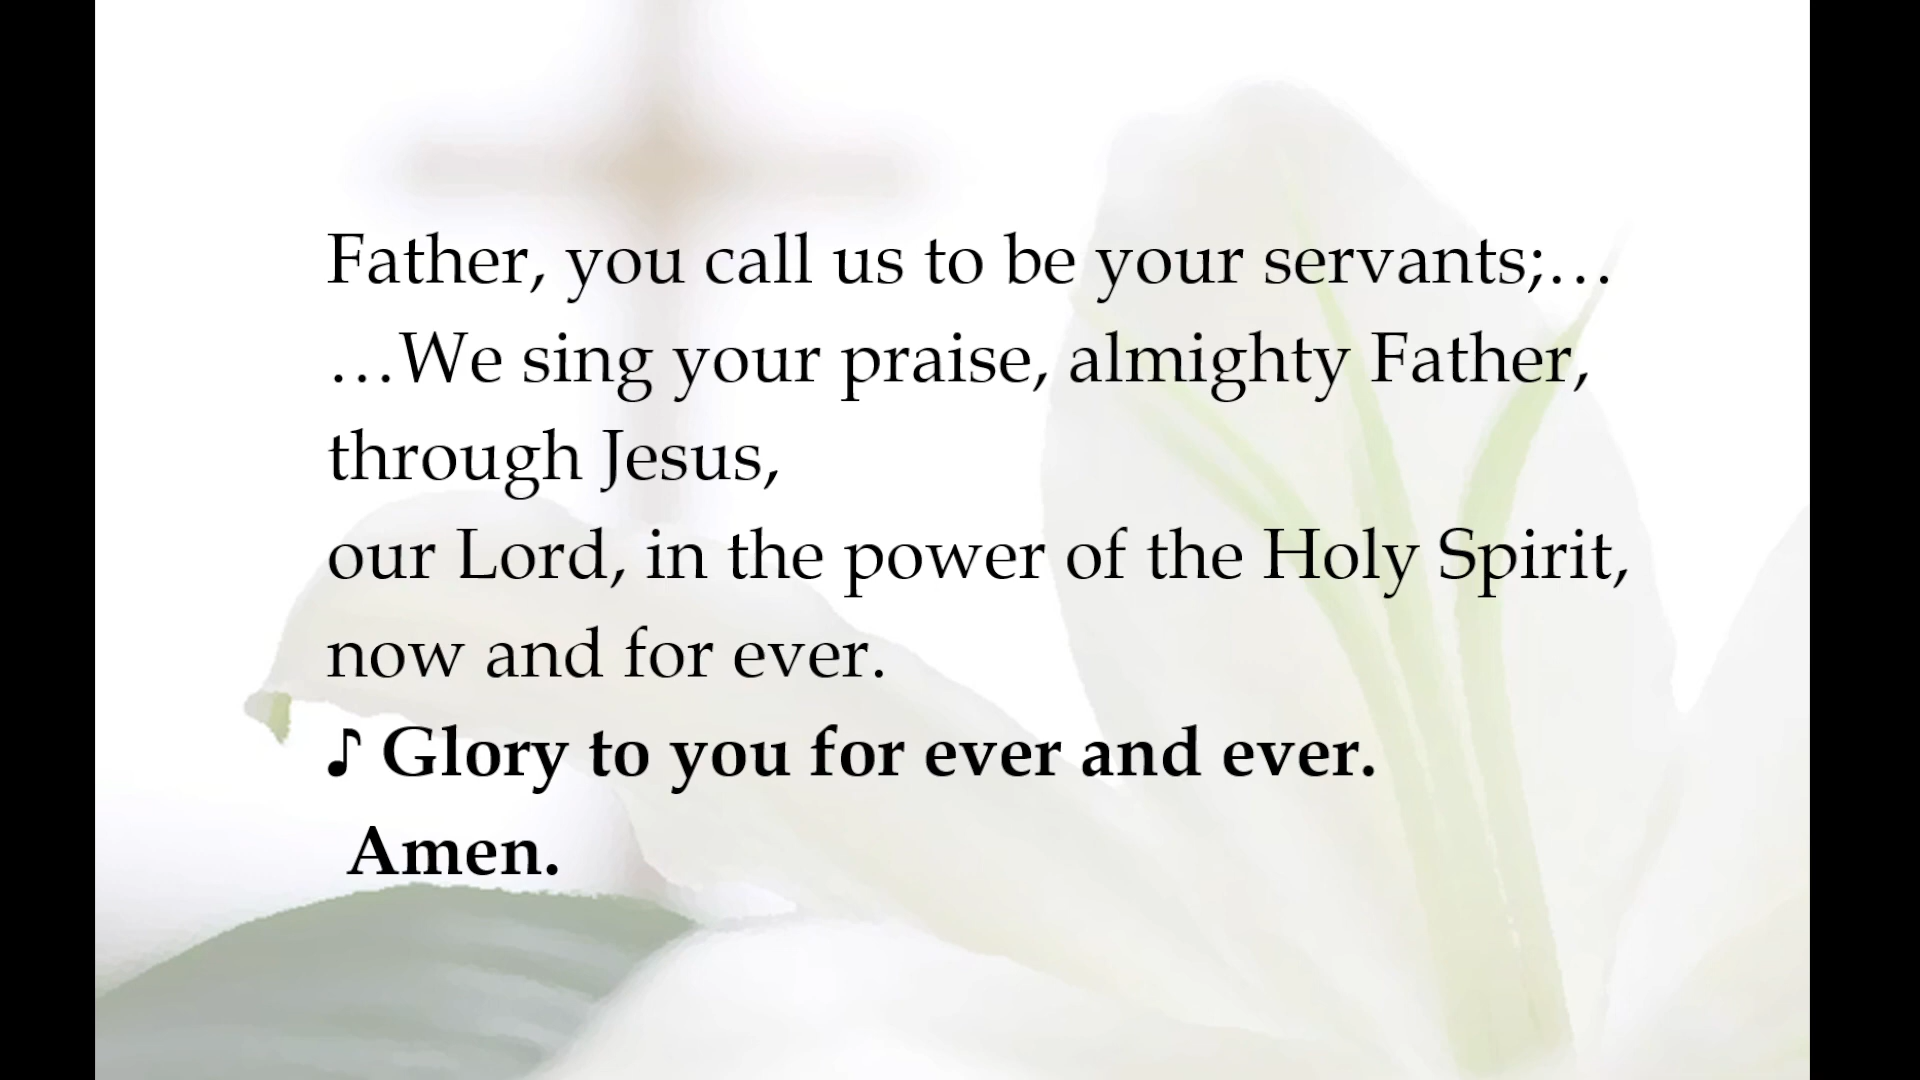 Father, you call us to be your servants;…
…We sing your praise, almighty Father,
through Jesus,
our Lord, in the power of the Holy Spirit,
now and for ever.
♪ Glory to you for ever and ever.
Amen.